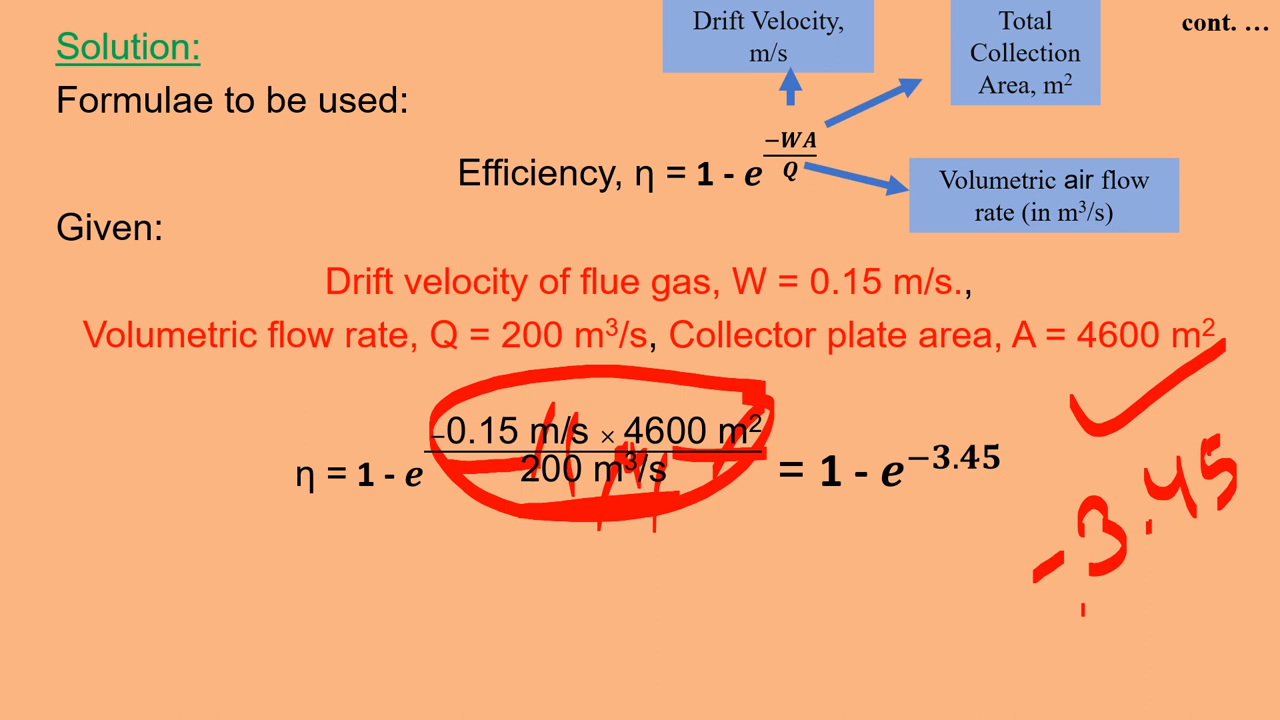 Solution:
Drift Velocity,
m/s
Total
Collection
Area, m²
cont. …
Formulae to be used:
Efficiency, η = 1 - e^(−WA/Q)
Volumetric air flow
rate (in m³/s)
Given:
Drift velocity of flue gas, W = 0.15 m/s.,
Volumetric flow rate, Q = 200 m³/s, Collector plate area, A = 4600 m²
η = 1 - e^(−0.15 m/s × 4600 m²/200 m³/s) = 1 - e^(−3.45)
-3.45